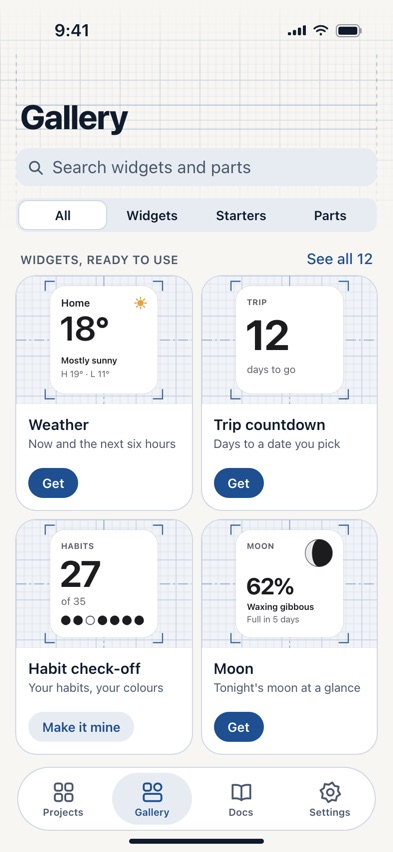 9:41
Gallery
Search widgets and parts
All
Widgets
Starters
Parts
WIDGETS, READY TO USE
See all 12
Home
18°
Mostly sunny
H 19° · L 11°
Weather
Now and the next six hours
Get
TRIP
12
days to go
Trip countdown
Days to a date you pick
Get
HABITS
27
of 35
Habit check-off
Your habits, your colours
Make it mine
MOON
62%
Waxing gibbous
Full in 5 days
Moon
Tonight's moon at a glance
Get
Projects
Gallery
Docs
Settings